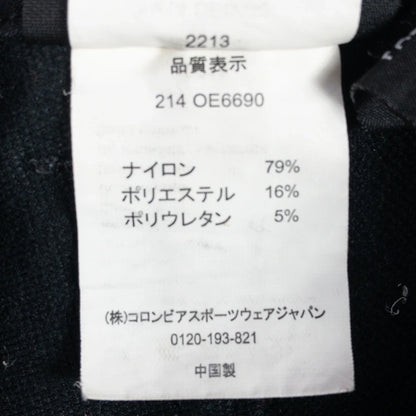 2213
品質表示
214 OE6690
ナイロン 79%
ポリエステル 16%
ポリウレタン 5%
(株)コロンビアスポーツウェアジャパン
0120-193-821
中国製